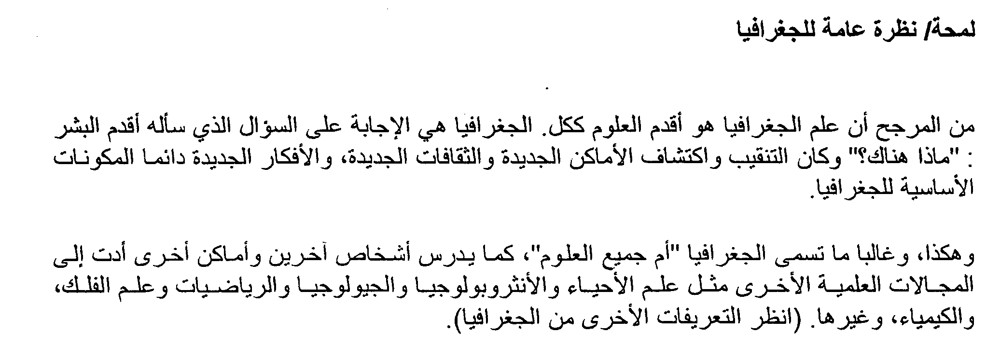 لمحة/ نظرة عامة للجغرافيا
من المرجح أن علم الجغرافيا هو أقدم العلوم ككل. الجغرافيا هي الإجابة على السؤال الذي سأله أقدم البشر
: "ماذا هناك؟" وكان التنقيب واكتشاف الأماكن الجديدة والثقافات الجديدة، والأفكار الجديدة دائما المكونات
الأساسية للجغرافيا.
وهكذا، وغالبا ما تسمى الجغرافيا "أم جميع العلوم"، كما يدرس أشخاص آخرين وأماكن أخرى أدت إلى
المجالات العلمية الأخرى مثل علم الأحياء والأنثروبولوجيا والجيولوجيا والرياضيات وعلم الفلك،
والكيمياء، وغيرها. (انظر التعريفات الأخرى من الجغرافيا).